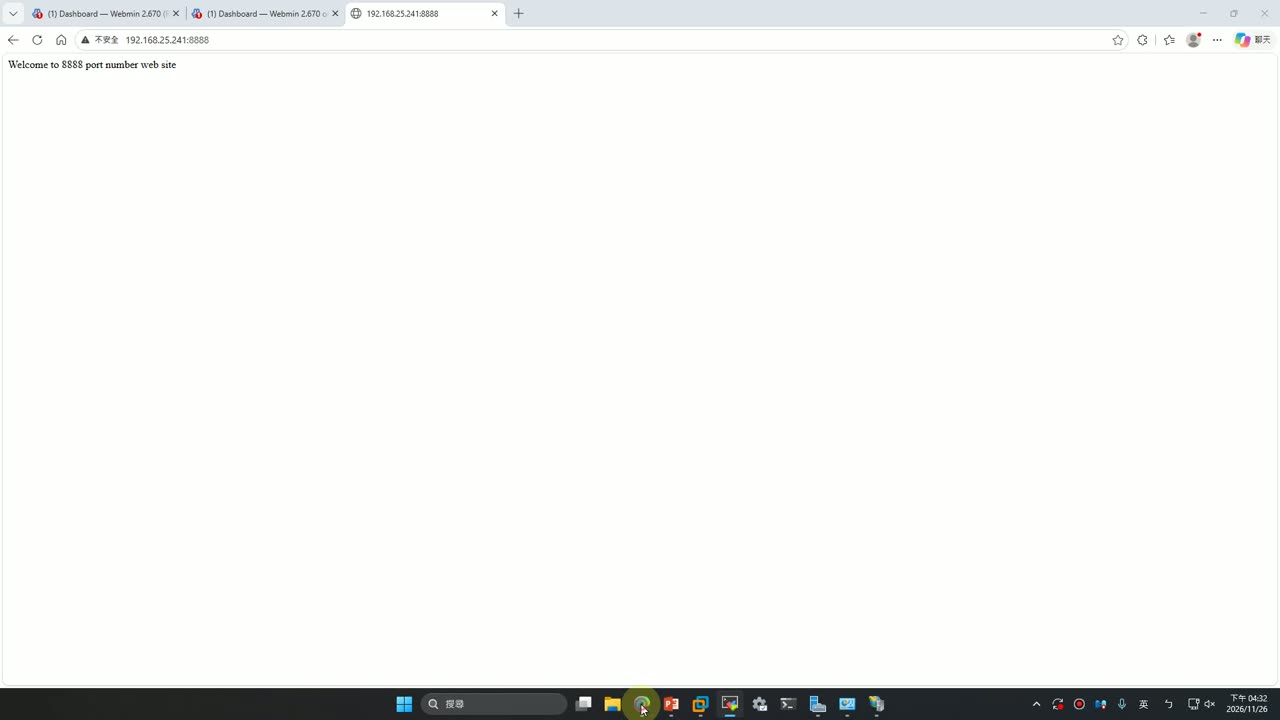 (1) Dashboard — Webmin 2.670 (
(1) Dashboard — Webmin 2.670 o
192.168.25.241:8888
不安全
192.168.25.241:8888
聊天
Welcome to 8888 port number web site
搜尋
英
下午 04:32
2026/11/26